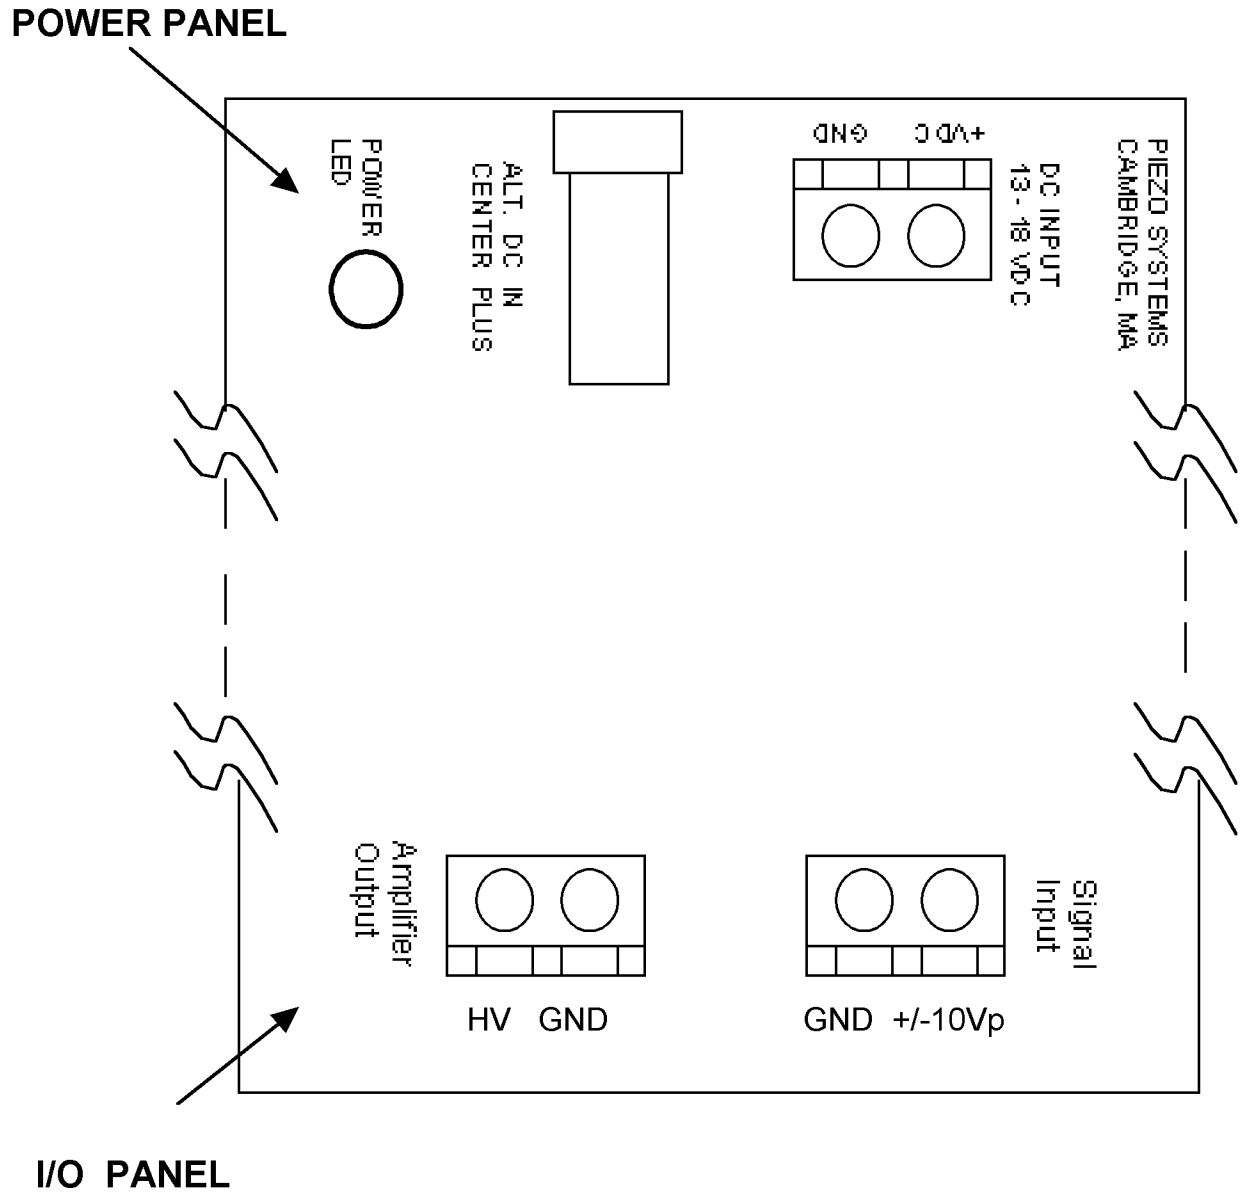 POWER PANEL
POWER
LED
ALT. DC IN
CENTER PLUS
GND +VDC
DC INPUT
13 - 18 VDC
PIEZO SYSTEMS
CAMBRIDGE, MA
Amplifier
Output
HV GND
GND +/-10Vp
Signal
Input
I/O PANEL